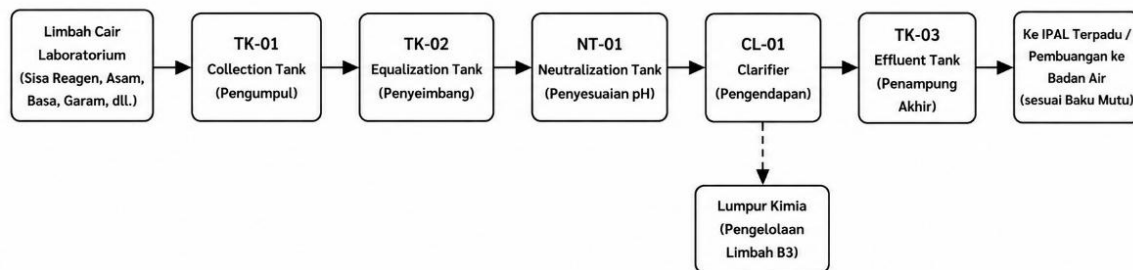 Limbah Cair
Laboratorium
(Sisa Reagen, Asam,
Basa, Garam, dll.)
TK-01
Collection Tank
(Pengumpul)
TK-02
Equalization Tank
(Penyeimbang)
NT-01
Neutralization Tank
(Penyesuaian pH)
CL-01
Clarifier
(Pengendapan)
TK-03
Effluent Tank
(Penampung
Akhir)
Ke IPAL Terpadu /
Pembuangan ke
Badan Air
(sesuai Baku Mutu)
Lumpur Kimia
(Pengelolaan
Limbah B3)